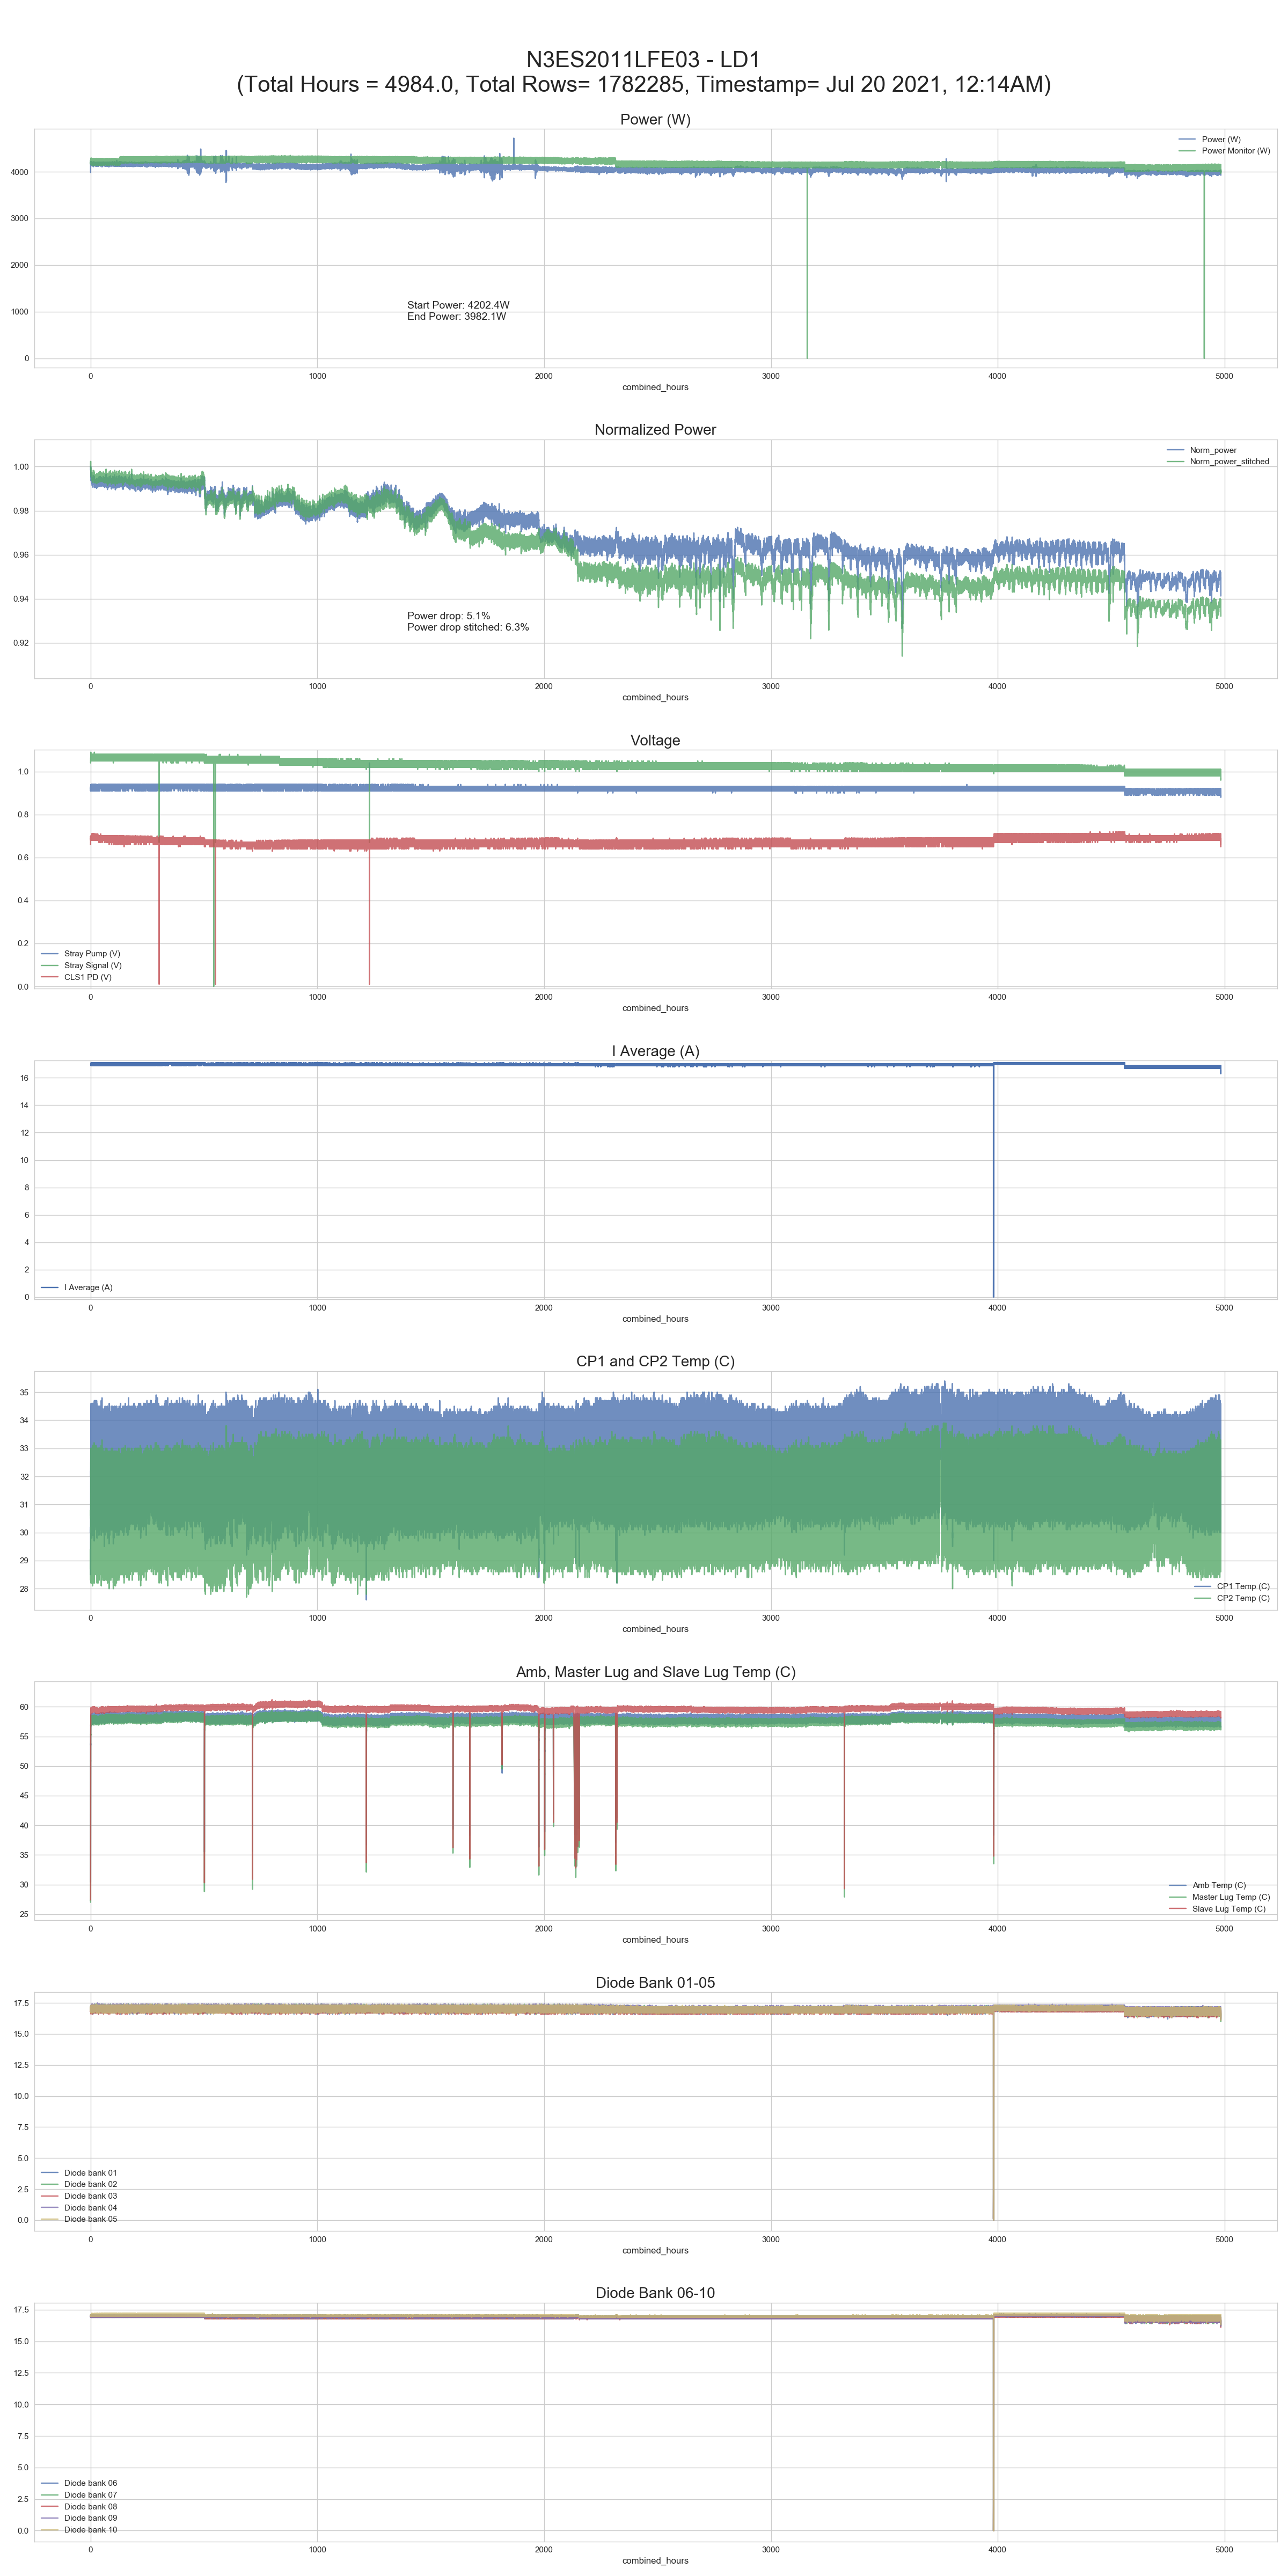 N3ES2011LFE03 - LD1
(Total Hours = 4984.0, Total Rows= 1782285, Timestamp= Jul 20 2021, 12:14AM)
Power (W)
Power (W)
Power Monitor (W)
4000
3000
2000
1000
0
Start Power: 4202.4W
End Power: 3982.1W
0 1000 2000 3000 4000 5000
combined_hours
Normalized Power
Norm_power
Norm_power_stitched
1.00
0.98
0.96
0.94
0.92
Power drop: 5.1%
Power drop stitched: 6.3%
0 1000 2000 3000 4000 5000
combined_hours
Voltage
1.0
0.8
0.6
0.4
0.2
0.0
Stray Pump (V)
Stray Signal (V)
CLS1 PD (V)
0 1000 2000 3000 4000 5000
combined_hours
I Average (A)
16
14
12
10
8
6
4
2
0
I Average (A)
0 1000 2000 3000 4000 5000
combined_hours
CP1 and CP2 Temp (C)
35
34
33
32
31
30
29
28
CP1 Temp (C)
CP2 Temp (C)
0 1000 2000 3000 4000 5000
combined_hours
Amb, Master Lug and Slave Lug Temp (C)
60
55
50
45
40
35
30
25
Amb Temp (C)
Master Lug Temp (C)
Slave Lug Temp (C)
0 1000 2000 3000 4000 5000
combined_hours
Diode Bank 01-05
17.5
15.0
12.5
10.0
7.5
5.0
2.5
0.0
Diode bank 01
Diode bank 02
Diode bank 03
Diode bank 04
Diode bank 05
0 1000 2000 3000 4000 5000
combined_hours
Diode Bank 06-10
17.5
15.0
12.5
10.0
7.5
5.0
2.5
0.0
Diode bank 06
Diode bank 07
Diode bank 08
Diode bank 09
Diode bank 10
0 1000 2000 3000 4000 5000
combined_hours